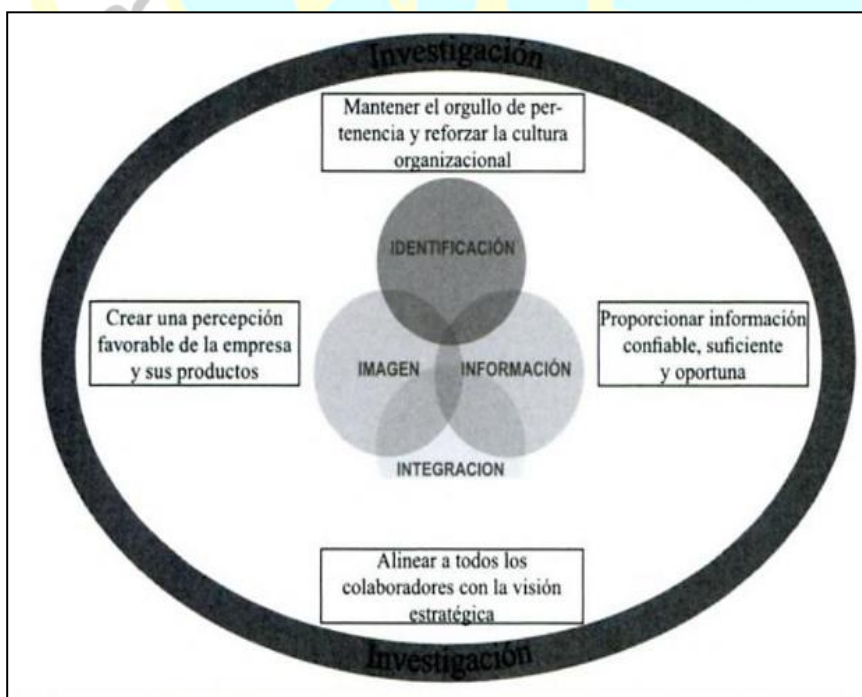 Investigación
Mantener el orgullo de per-
tenencia y reforzar la cultura
organizacional
IDENTIFICACIÓN
Crear una percepción
favorable de la empresa
y sus productos
IMAGEN
INFORMACIÓN
Proporcionar información
confiable, suficiente
y oportuna
INTEGRACION
Alinear a todos los
colaboradores con la visión
estratégica
Investigación